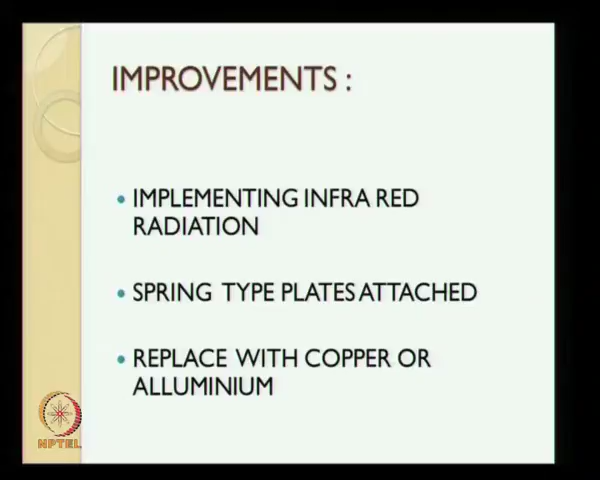 IMPROVEMENTS :
• IMPLEMENTING INFRA RED
RADIATION
• SPRING TYPE PLATES ATTACHED
• REPLACE WITH COPPER OR
ALLUMINIUM
NPTEL